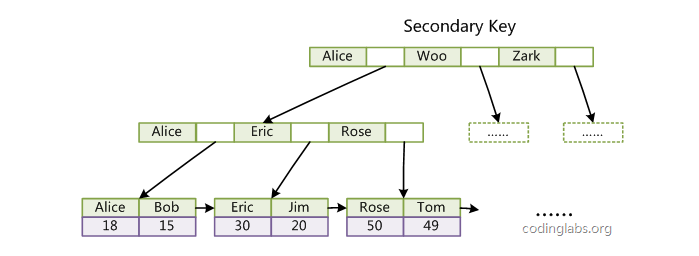 Secondary Key
Alice Woo Zark
Alice Eric Rose
...... ......
Alice Bob Eric Jim Rose Tom
18 15 30 20 50 49
......
codinglabs.org